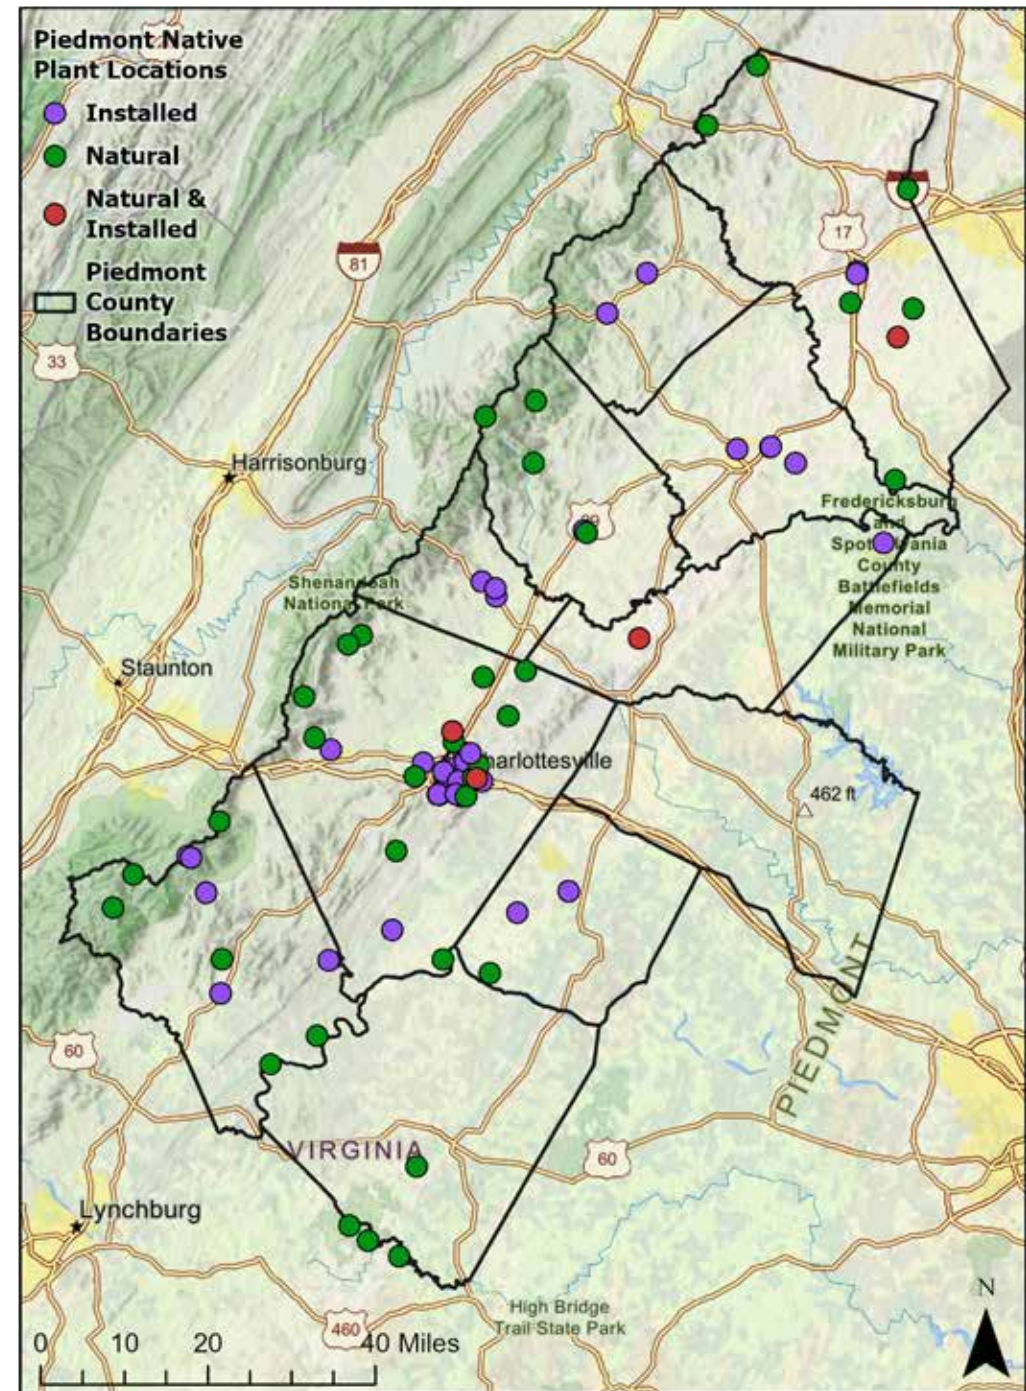 Piedmont Native
Plant Locations
Installed
Natural
Natural &
Installed
Piedmont
County
Boundaries
81
17
33
Harrisonburg
Fredericksburg
and
County
Battlefields
Memorial
National
Military Park
Shenandoah
National Park
Staunton
462 ft
PIEDMONT
60
VIRGINIA
60
Lynchburg
High Bridge
Trail State Park
460
N
0 10 20 40 Miles